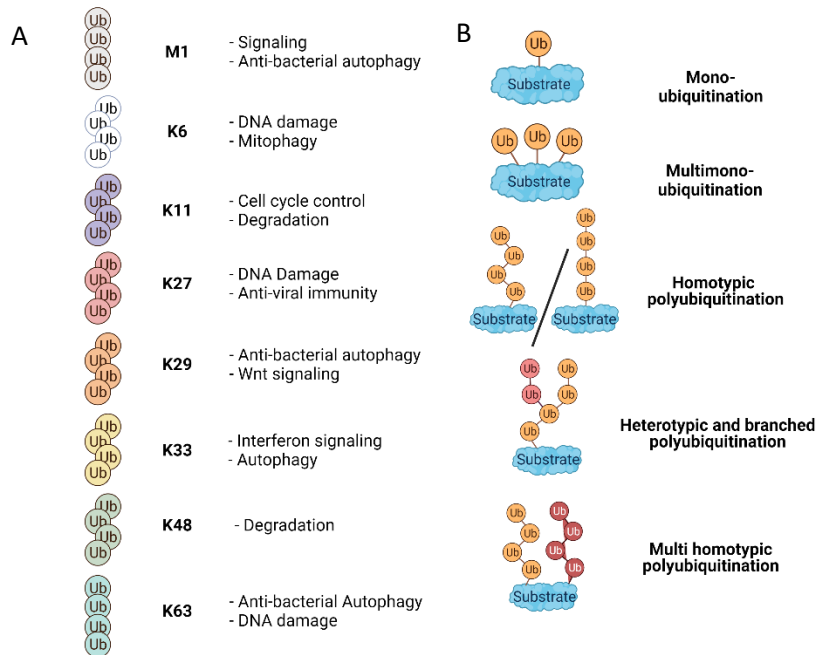 A
Ub
Ub
Ub
Ub
M1
- Signaling
- Anti-bacterial autophagy
Ub
Ub
Ub
Ub
K6
- DNA damage
- Mitophagy
Ub
Ub
Ub
Ub
K11
- Cell cycle control
- Degradation
Ub
Ub
Ub
Ub
K27
- DNA Damage
- Anti-viral immunity
Ub
Ub
Ub
Ub
K29
- Anti-bacterial autophagy
- Wnt signaling
Ub
Ub
Ub
Ub
K33
- Interferon signaling
- Autophagy
Ub
Ub
Ub
Ub
K48
- Degradation
Ub
Ub
Ub
Ub
K63
- Anti-bacterial Autophagy
- DNA damage
B
Ub
Substrate
Mono-
ubiquitination
Ub Ub Ub
Substrate
Multimono-
ubiquitination
Ub
Ub
Ub
Ub
Substrate
Ub
Ub
Ub
Ub
Substrate
Homotypic
polyubiquitination
Ub Ub
Ub Ub
Ub
Ub
Substrate
Heterotypic and branched
polyubiquitination
Ub
Ub
Ub
Ub
Ub
Ub
Ub
Ub
Substrate
Multi homotypic
polyubiquitination